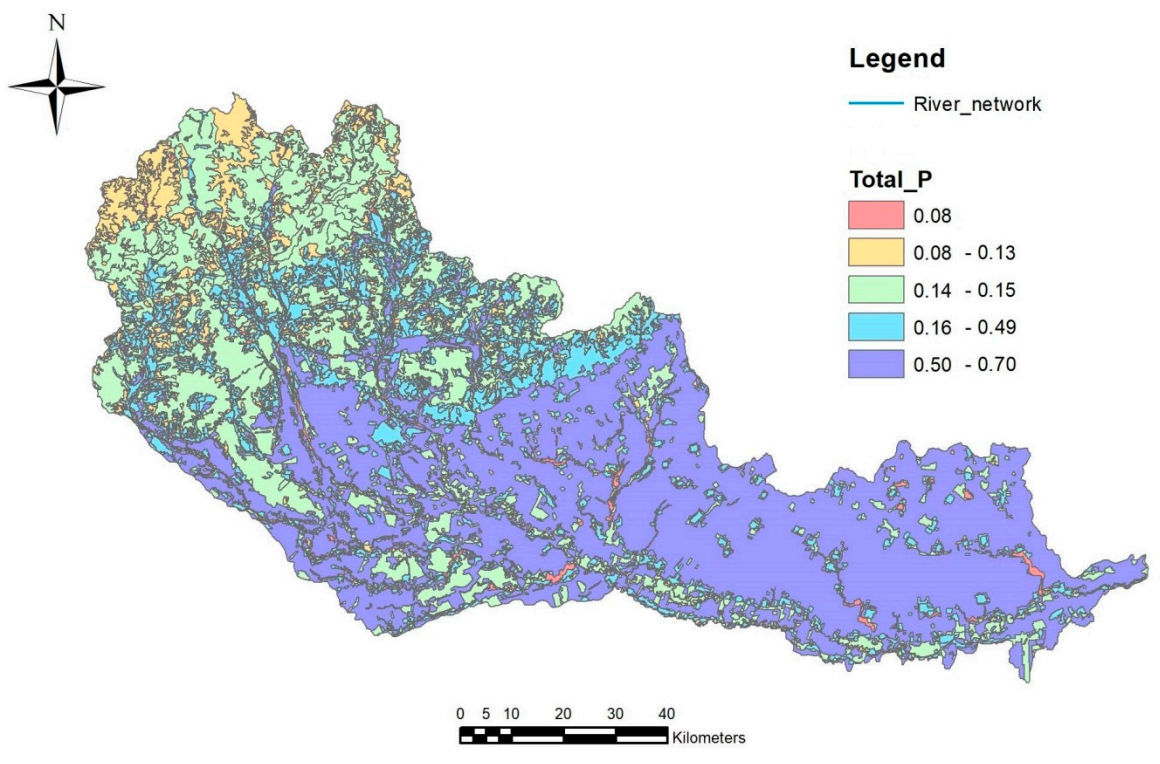 N
Legend
River_network
Total_P
0.08
0.08 - 0.13
0.14 - 0.15
0.16 - 0.49
0.50 - 0.70
0 5 10 20 30 40
Kilometers